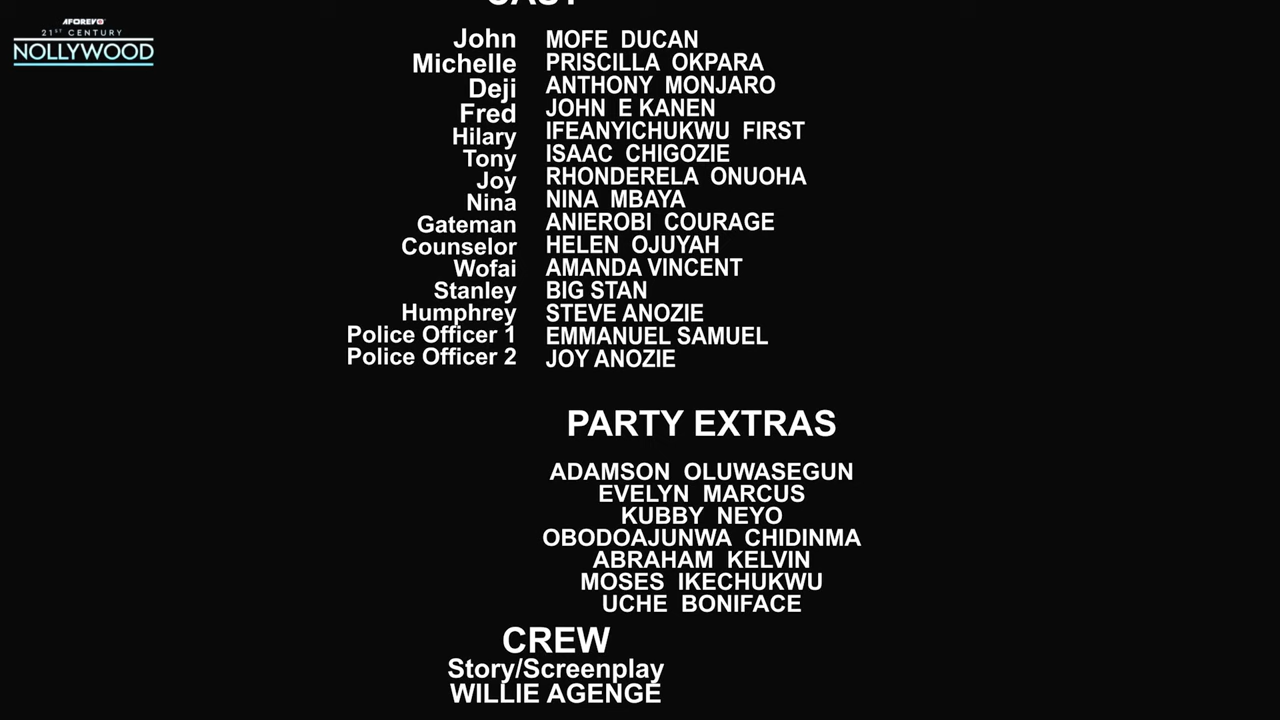 AFOREVO
21ST CENTURY
NOLLYWOOD
CAST
John MOFE DUCAN
Michelle PRISCILLA OKPARA
Deji ANTHONY MONJARO
Fred JOHN E KANEN
Hilary IFEANYICHUKWU FIRST
Tony ISAAC CHIGOZIE
Joy RHONDERELA ONUOHA
Nina NINA MBAYA
Gateman ANIEROBI COURAGE
Counselor HELEN OJUYAH
Wofai AMANDA VINCENT
Stanley BIG STAN
Humphrey STEVE ANOZIE
Police Officer 1 EMMANUEL SAMUEL
Police Officer 2 JOY ANOZIE
PARTY EXTRAS
ADAMSON OLUWASEGUN
EVELYN MARCUS
KUBBY NEYO
OBODOAJUNWA CHIDINMA
ABRAHAM KELVIN
MOSES IKECHUKWU
UCHE BONIFACE
CREW
Story/Screenplay
WILLIE AGENGE